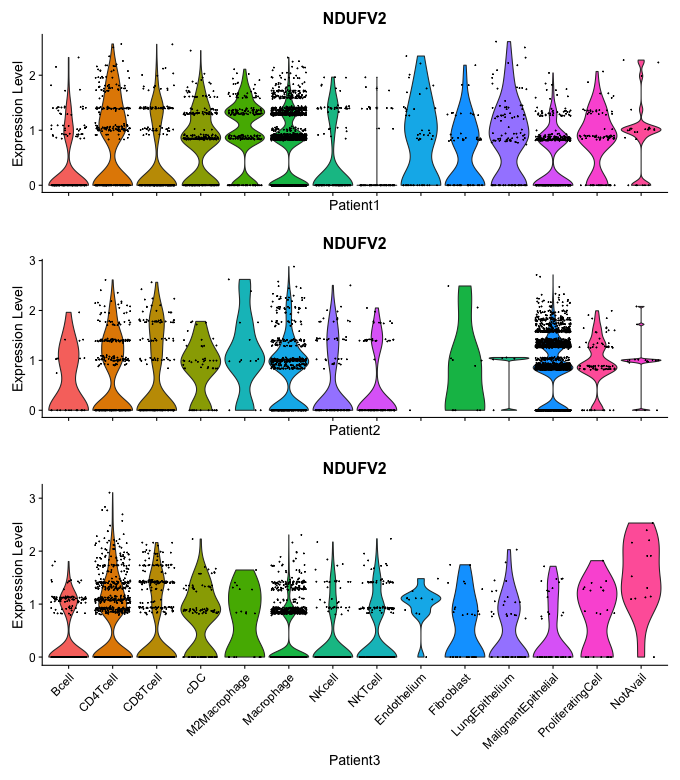 NDUFV2
Expression Level
2
1
0
Patient1
NDUFV2
Expression Level
3
2
1
0
Patient2
NDUFV2
Expression Level
3
2
1
0
Bcell
CD4Tcell
CD8Tcell
cDC
M2Macrophage
Macrophage
NKcell
NKTcell
Endothelium
Fibroblast
LungEpithelium
MalignantEpithelial
ProliferatingCell
NotAvail
Patient3